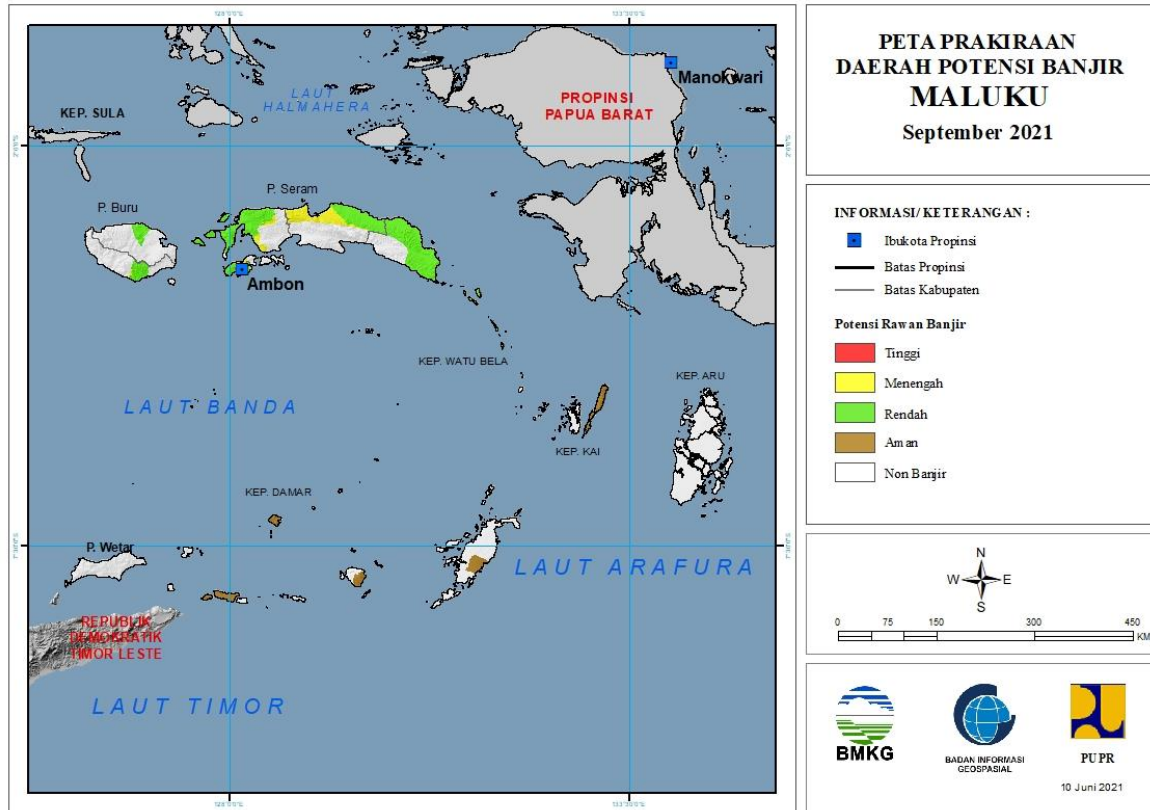 PETA PRAKIRAAN
DAERAH POTENSI BANJIR
MALUKU
September 2021
Manokwari
LAUT
HALMAHERA
PROPINSI
PAPUA BARAT
KEP. SULA
P. Seram
P. Buru
Ambon
KEP. WATU BELA
KEP. ARU
LAUT BANDA
KEP. KAI
KEP. DAMAR
P. Wetar
LAUT ARAFURA
REPUBLIK
DEMOKRATIK
TIMOR LESTE
LAUT TIMOR
INFORMASI/ KETERANGAN :
Ibukota Propinsi
Batas Propinsi
Batas Kabupaten
Potensi Rawan Banjir
Tinggi
Menengah
Rendah
Aman
Non Banjir
N
W E
S
0 75 150 300 450
KM
BMKG
BADAN INFORMASI
GEOSPASIAL
PUPR
10 Juni 2021